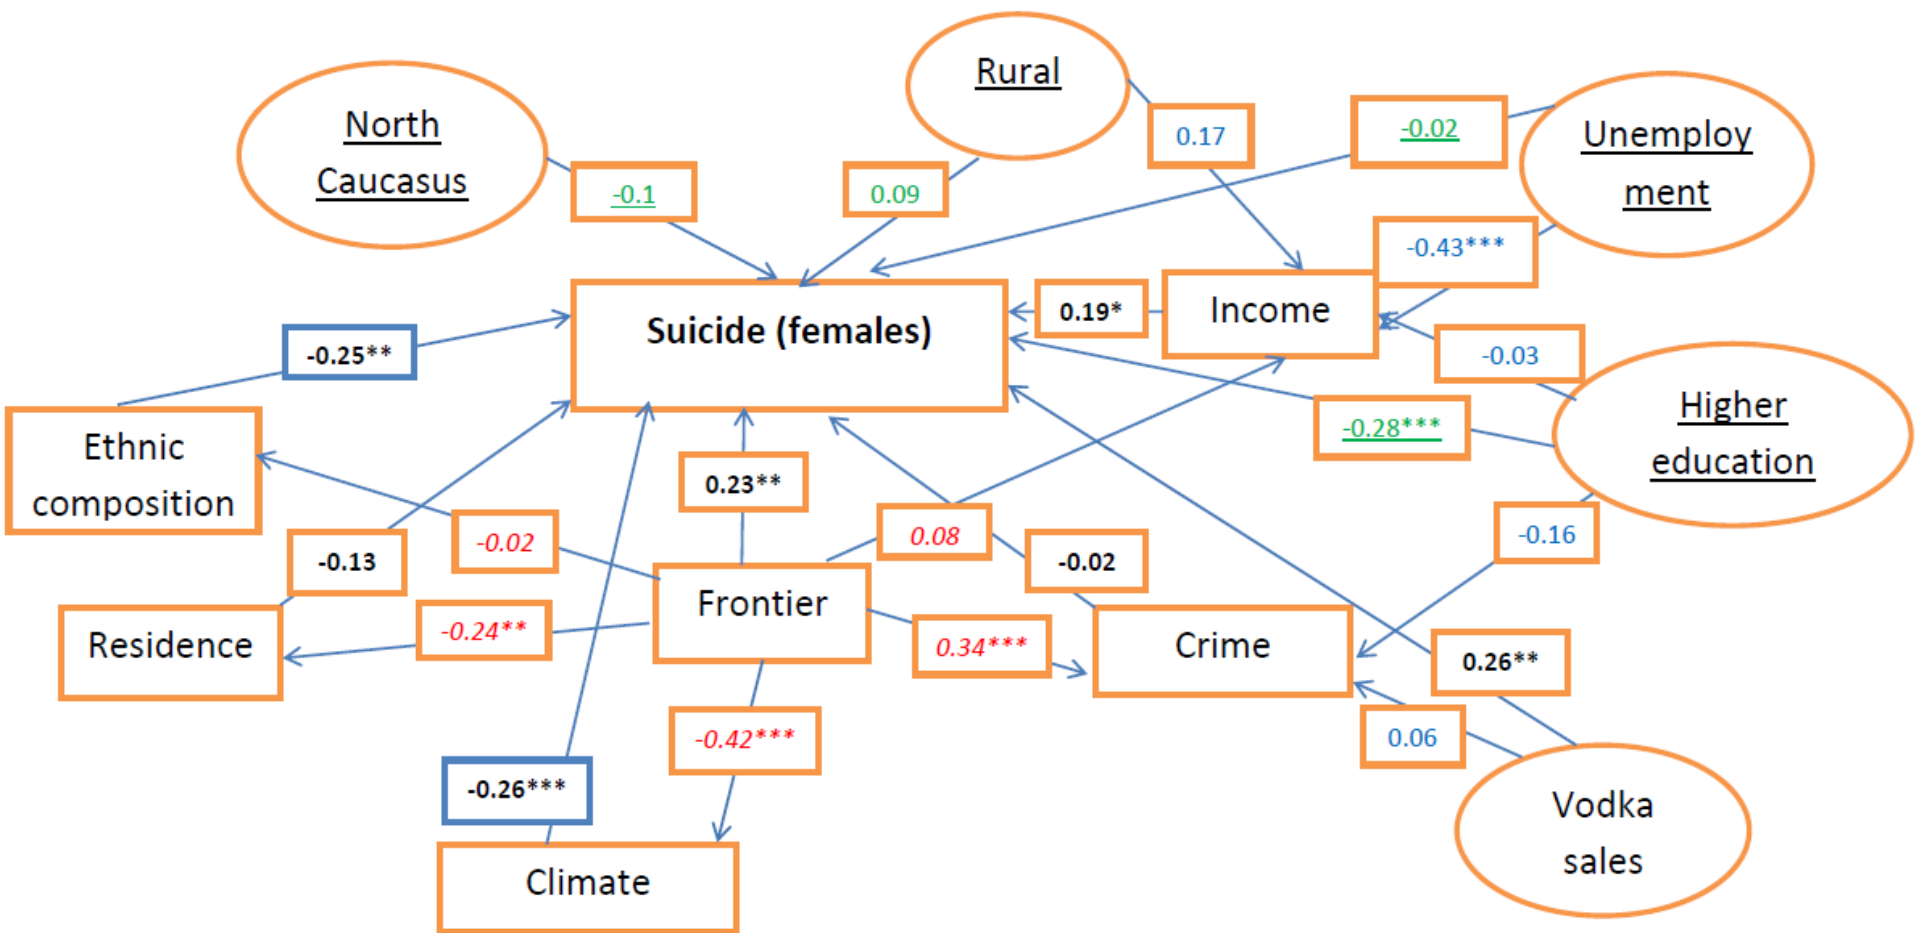 Rural
North
Caucasus
0.17
-0.02
Unemploy
ment
-0.1
0.09
-0.43***
Suicide (females)
0.19*
Income
-0.25**
-0.03
Higher
education
-0.28***
Ethnic
composition
0.23**
-0.02
0.08
-0.16
-0.13
-0.02
Frontier
Residence
-0.24**
0.34***
Crime
0.26**
-0.42***
0.06
-0.26***
Vodka
sales
Climate